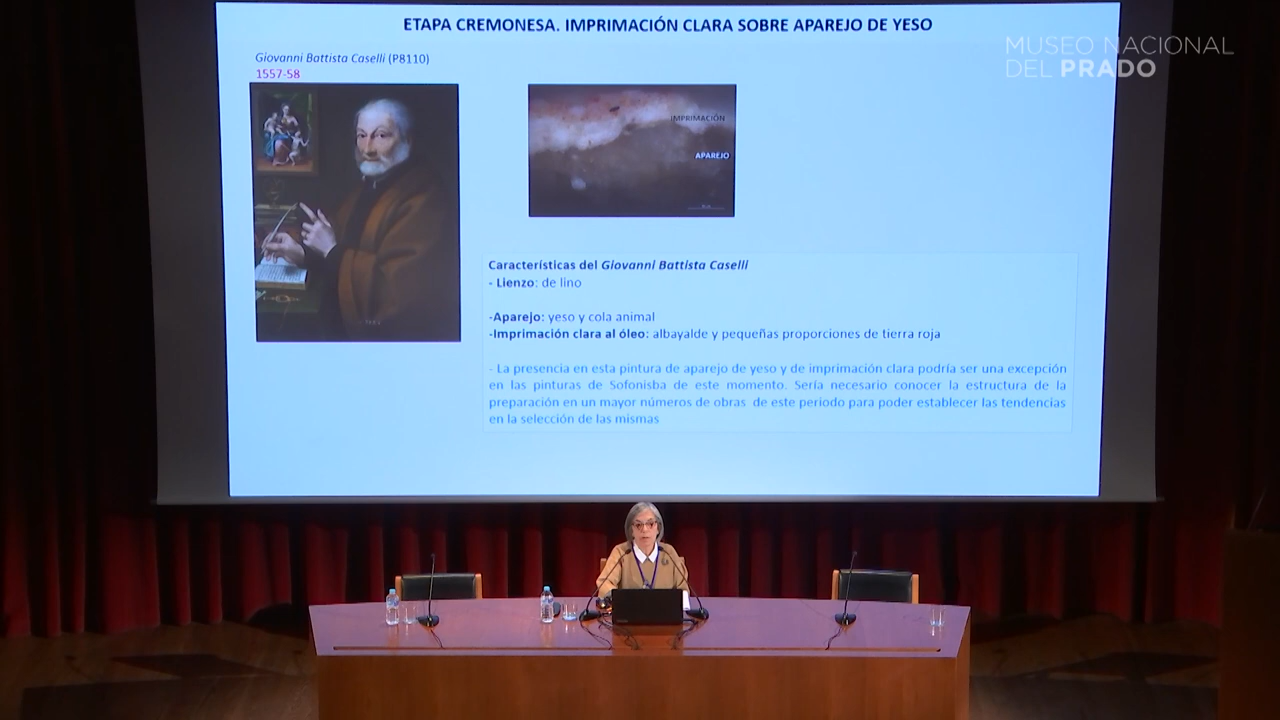 ETAPA CREMONESA. IMPRIMACIÓN CLARA SOBRE APAREJO DE YESO
MUSEO NACIONAL
DEL PRADO
Giovanni Battista Caselli (P8110)
1557-58
IMPRIMACIÓN
APAREJO
Características del Giovanni Battista Caselli
- Lienzo: de lino
-Aparejo: yeso y cola animal
-Imprimación clara al óleo: albayalde y pequeñas proporciones de tierra roja
- La presencia en esta pintura de aparejo de yeso y de imprimación clara podría ser una excepción
en las pinturas de Sofonisba de este momento. Sería necesario conocer la estructura de la
preparación en un mayor números de obras de este periodo para poder establecer las tendencias
en la selección de las mismas